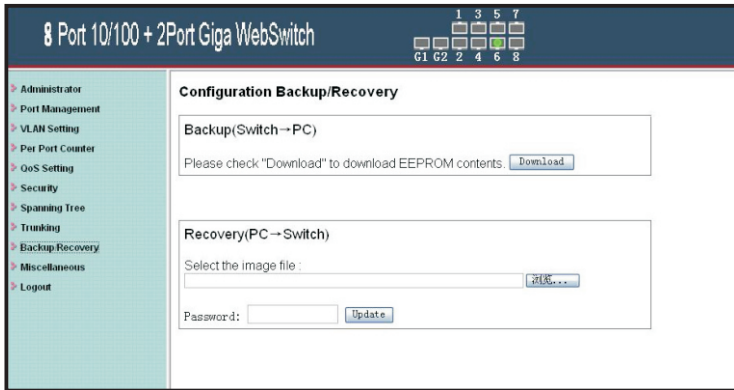 8 Port 10/100 + 2Port Giga WebSwitch
1 3 5 7
G1 G2 2 4 6 8
Administrator
Port Management
VLAN Setting
Per Port Counter
QoS Setting
Security
Spanning Tree
Trunking
Backup/Recovery
Miscellaneous
Logout
Configuration Backup/Recovery
Backup(Switch→PC)
Please check "Download" to download EEPROM contents. Download
Recovery(PC→Switch)
Select the image file :
浏览...
Password: Update